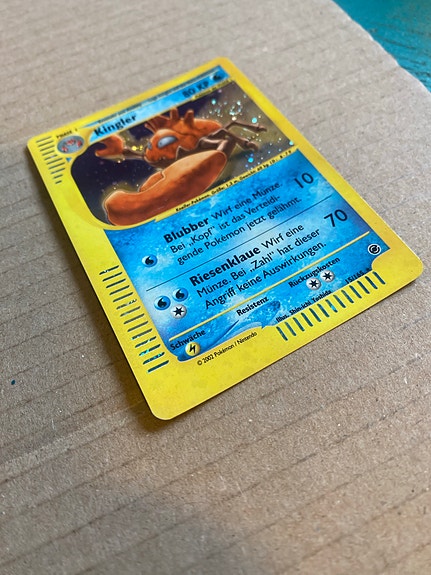 PHASE 1
Kingler
80 KP
Blubber Wirf eine Münze.
Bei „Kopf" ist das Verteidi-
gende Pokémon jetzt gelähmt.
10
Riesenklaue Wirf eine
Münze. Bei „Zahl" hat dieser
Angriff keine Auswirkungen.
70
Schwäche
Resistenz
Rückzugskosten
© 2002 Pokémon / Nintendo